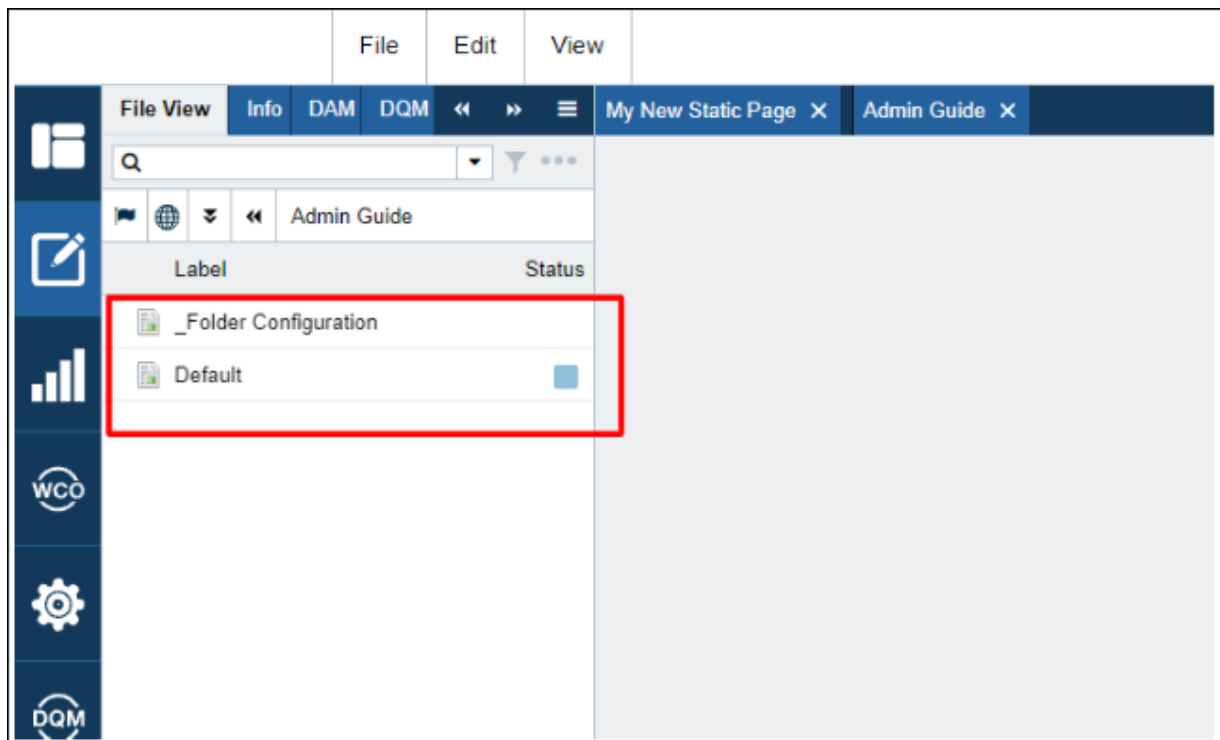 File Edit View
File View Info DAM DQM My New Static Page Admin Guide
Admin Guide
Label Status
_Folder Configuration
Default
WCO
DQM